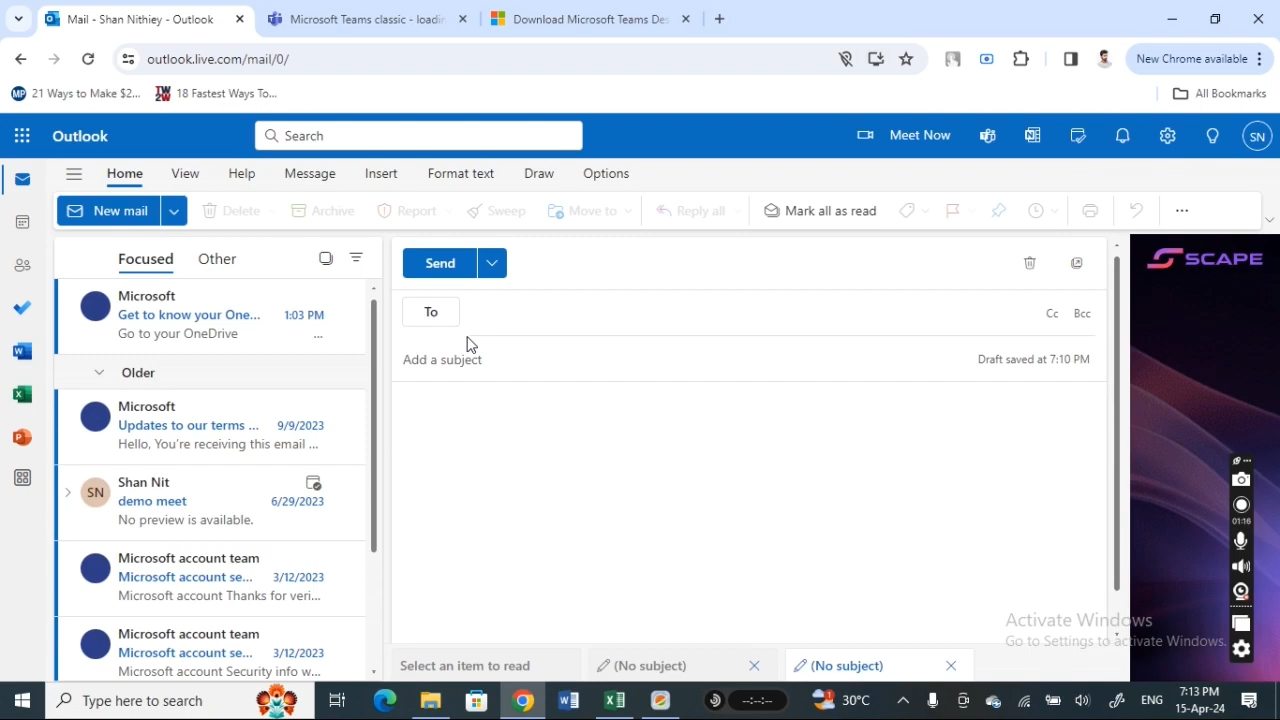 Mail - Shan Nithiey - Outlook
Microsoft Teams classic - loadin
Download Microsoft Teams Des
outlook.live.com/mail/0/
New Chrome available
MP 21 Ways to Make $2...
18 Fastest Ways To...
All Bookmarks
Outlook
Search
Meet Now
SN
Home
View
Help
Message
Insert
Format text
Draw
Options
New mail
Delete
Archive
Report
Sweep
Move to
Reply all
Mark all as read
Focused
Other
Microsoft
Get to know your One...
1:03 PM
Go to your OneDrive
...
Older
Microsoft
Updates to our terms ...
9/9/2023
Hello, You're receiving this email ...
SN
Shan Nit
demo meet
6/29/2023
No preview is available.
Microsoft account team
Microsoft account se...
3/12/2023
Microsoft account Thanks for veri...
Microsoft account team
Microsoft account se...
3/12/2023
Microsoft account Security info w...
Send
To
Cc
Bcc
Add a subject
Draft saved at 7:10 PM
Select an item to read
(No subject)
(No subject)
SCAPE
01:16
Activate Windows
Go to Settings to activate Windows.
Type here to search
--:--:--
30°C
ENG
7:13 PM
15-Apr-24